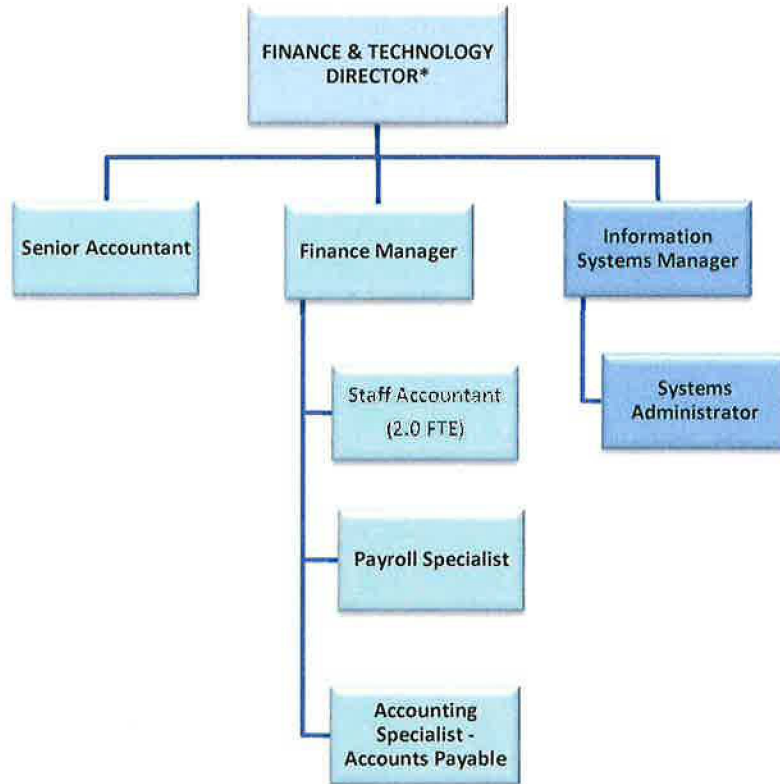 FINANCE & TECHNOLOGY
DIRECTOR*
Senior Accountant
Finance Manager
Information
Systems Manager
Staff Accountant
(2.0 FTE)
Systems
Administrator
Payroll Specialist
Accounting
Specialist -
Accounts Payable